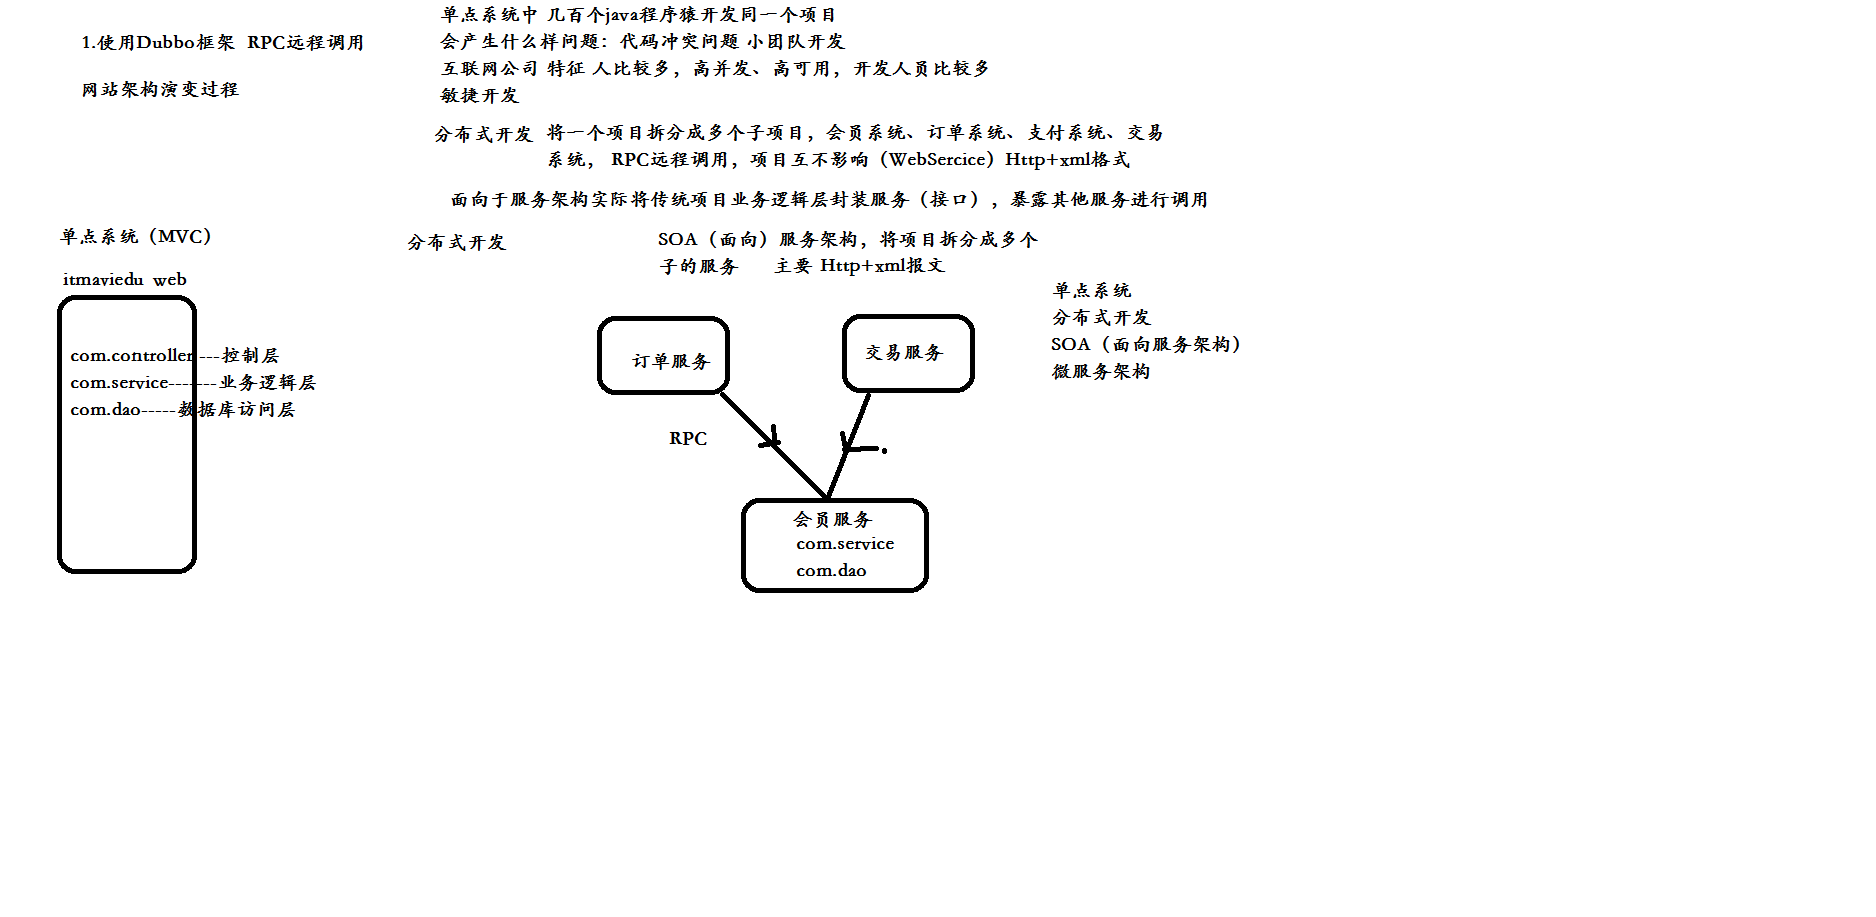 1.使用Dubbo框架  RPC远程调用
网站架构演变过程
单点系统中 几百个java程序猿开发同一个项目
会产生什么样问题：代码冲突问题 小团队开发
互联网公司 特征 人比较多，高并发、高可用，开发人员比较多
敏捷开发
分布式开发  将一个项目拆分成多个子项目，会员系统、订单系统、支付系统、交易
系统， RPC远程调用，项目互不影响（WebSercice）Http+xml格式
面向于服务架构实际将传统项目业务逻辑层封装服务（接口），暴露其他服务进行调用
单点系统（MVC）
itmaviedu  web
com.controller ---控制层
com.service-------业务逻辑层
com.dao-----数据库访问层
分布式开发
SOA（面向）服务架构，将项目拆分成多个
子的服务    主要 Http+xml报文
订单服务
交易服务
RPC
会员服务
com.service
com.dao
单点系统
分布式开发
SOA（面向服务架构）
微服务架构